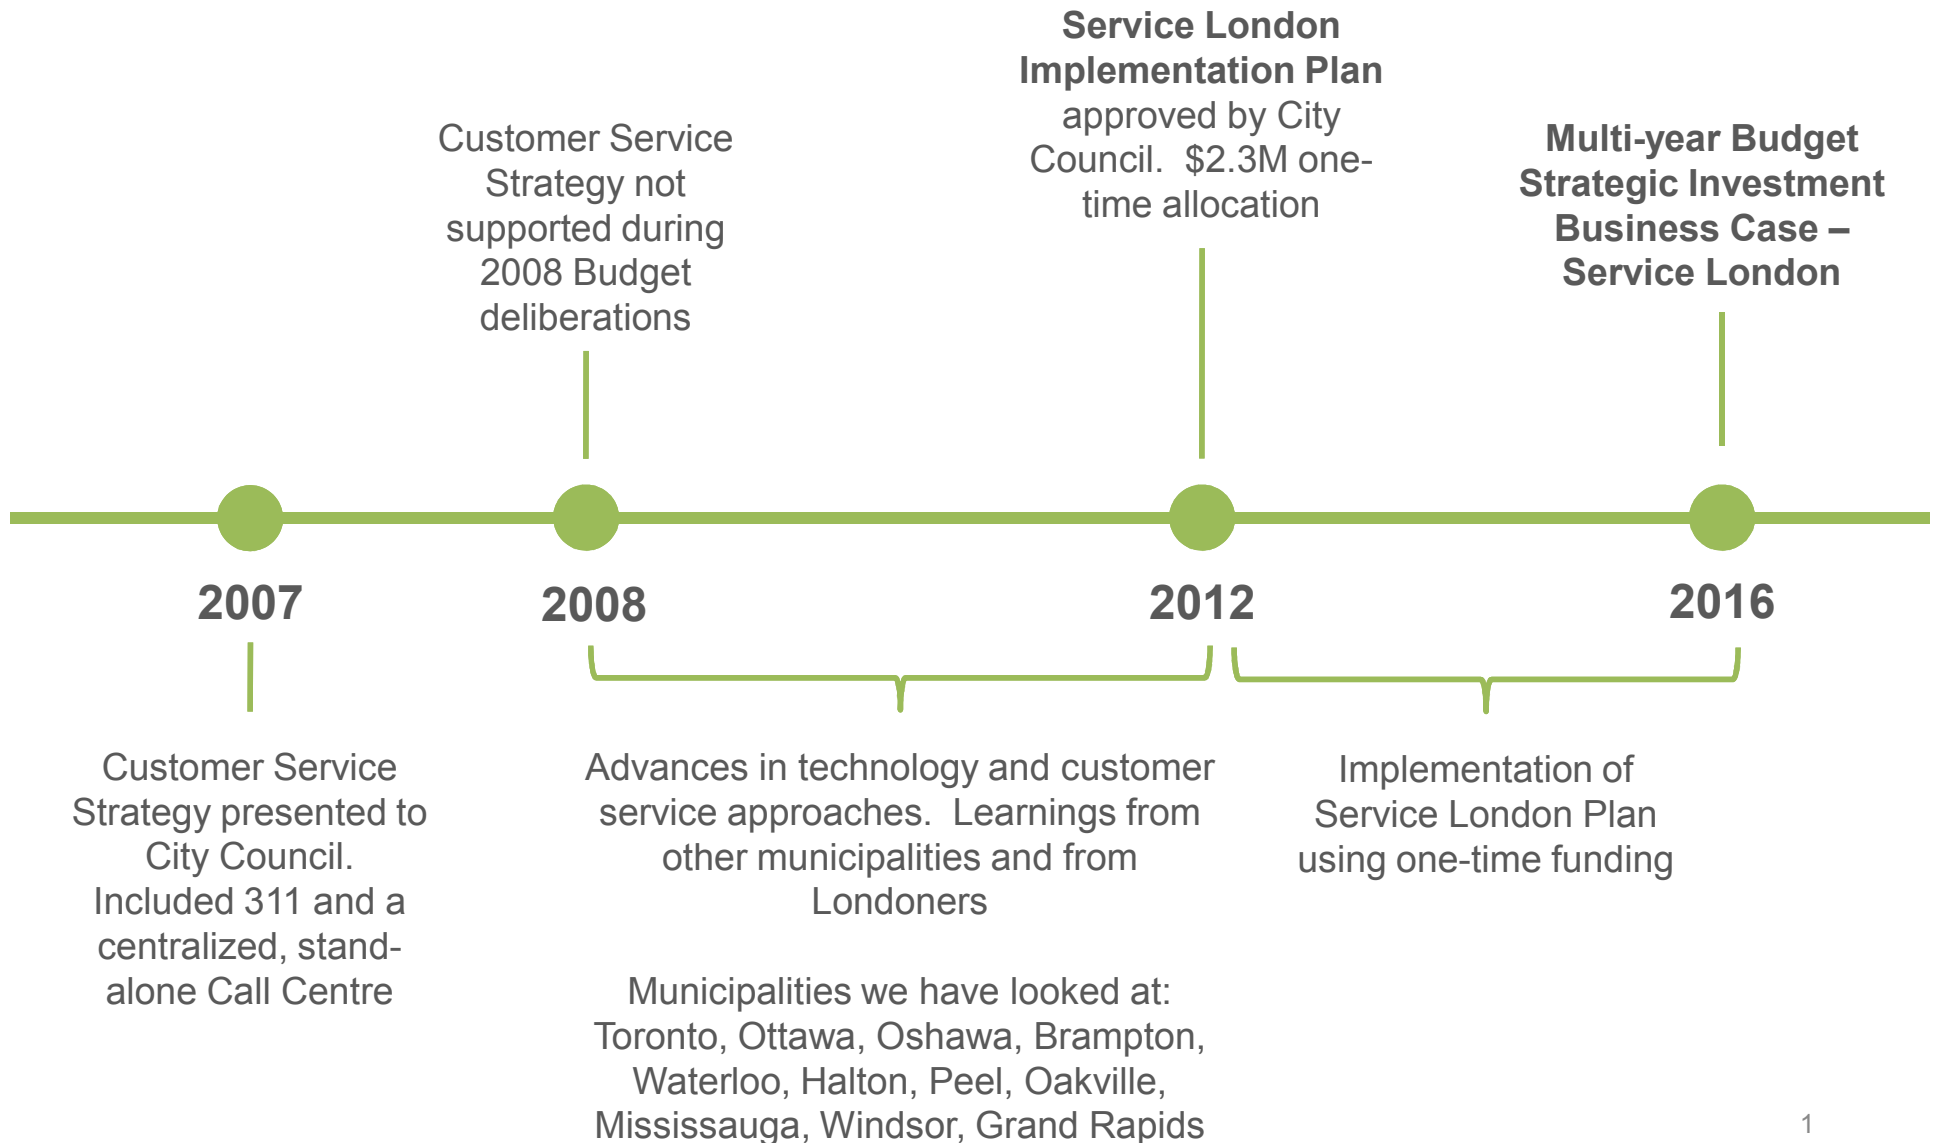 Service London
Implementation Plan
approved by City
Council.  $2.3M one-
time allocation
Customer Service
Strategy not
supported during
2008 Budget
deliberations
Multi-year Budget
Strategic Investment
Business Case –
Service London
2007
2008
2012
2016
Customer Service
Strategy presented to
City Council.
Included 311 and a
centralized, stand-
alone Call Centre
Advances in technology and customer
service approaches.  Learnings from
other municipalities and from
Londoners
Municipalities we have looked at:
Toronto, Ottawa, Oshawa, Brampton,
Waterloo, Halton, Peel, Oakville,
Mississauga, Windsor, Grand Rapids
Implementation of
Service London Plan
using one-time funding
1